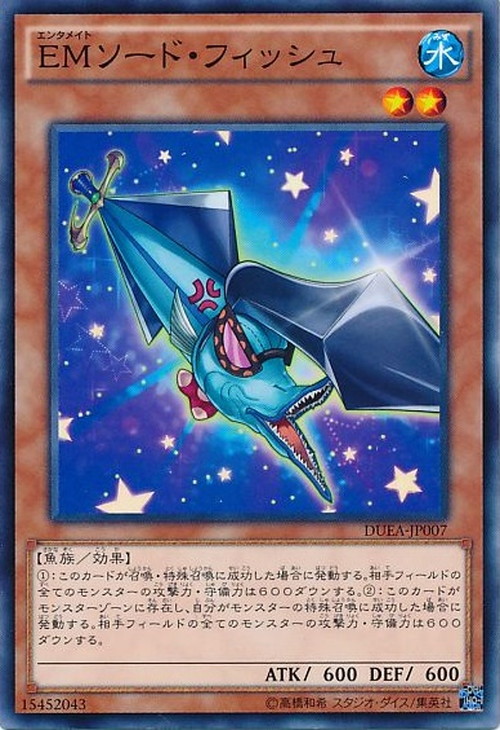 エンタメイト
EMソード・フィッシュ
水
DUEA-JP007
【魚族／効果】
①：このカードが召喚・特殊召喚に成功した場合に発動する。相手フィールドの
全てのモンスターの攻撃力・守備力は６００ダウンする。②：このカードが
モンスターゾーンに存在し、自分がモンスターの特殊召喚に成功した場合に
発動する。相手フィールドの全てのモンスターの攻撃力・守備力は６００
ダウンする。
ATK/ 600 DEF/ 600
15452043 ©高橋和希 スタジオ・ダイス/集英社